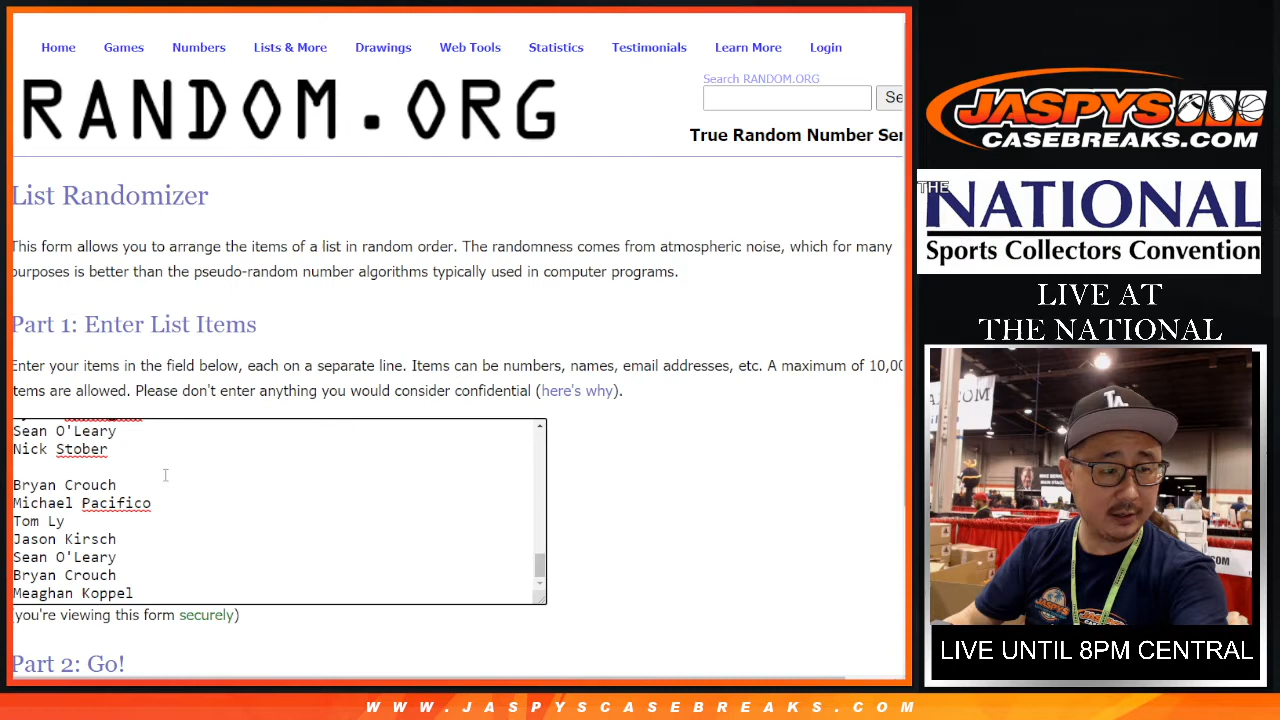 Home Games Numbers Lists & More Drawings Web Tools Statistics Testimonials Learn More Login
RANDOM.ORG
Search RANDOM.ORG
Se
True Random Number Ser
List Randomizer
This form allows you to arrange the items of a list in random order. The randomness comes from atmospheric noise, which for many
purposes is better than the pseudo-random number algorithms typically used in computer programs.
Part 1: Enter List Items
Enter your items in the field below, each on a separate line. Items can be numbers, names, email addresses, etc. A maximum of 10,00
items are allowed. Please don't enter anything you would consider confidential (here's why).
Sean O'Leary
Nick Stober
Bryan Crouch
Michael Pacifico
Tom Ly
Jason Kirsch
Sean O'Leary
Bryan Crouch
Meaghan Koppel
(you're viewing this form securely)
Part 2: Go!
JASPYS
CASEBREAKS.COM
THE
NATIONAL
Sports Collectors Convention
LIVE AT
THE NATIONAL
LA
JASPYS
LIVE UNTIL 8PM CENTRAL
WWW.JASPYSCASEBREAKS.COM